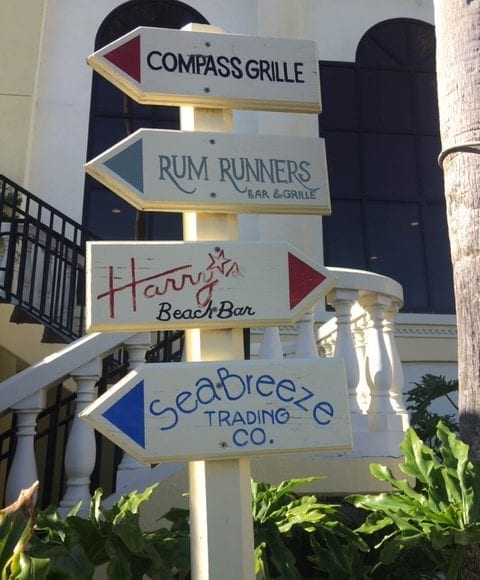 COMPASS GRILLE
RUM RUNNERS
BAR & GRILLE
Harry's
Beach Bar
SeaBreeze
TRADING
CO.